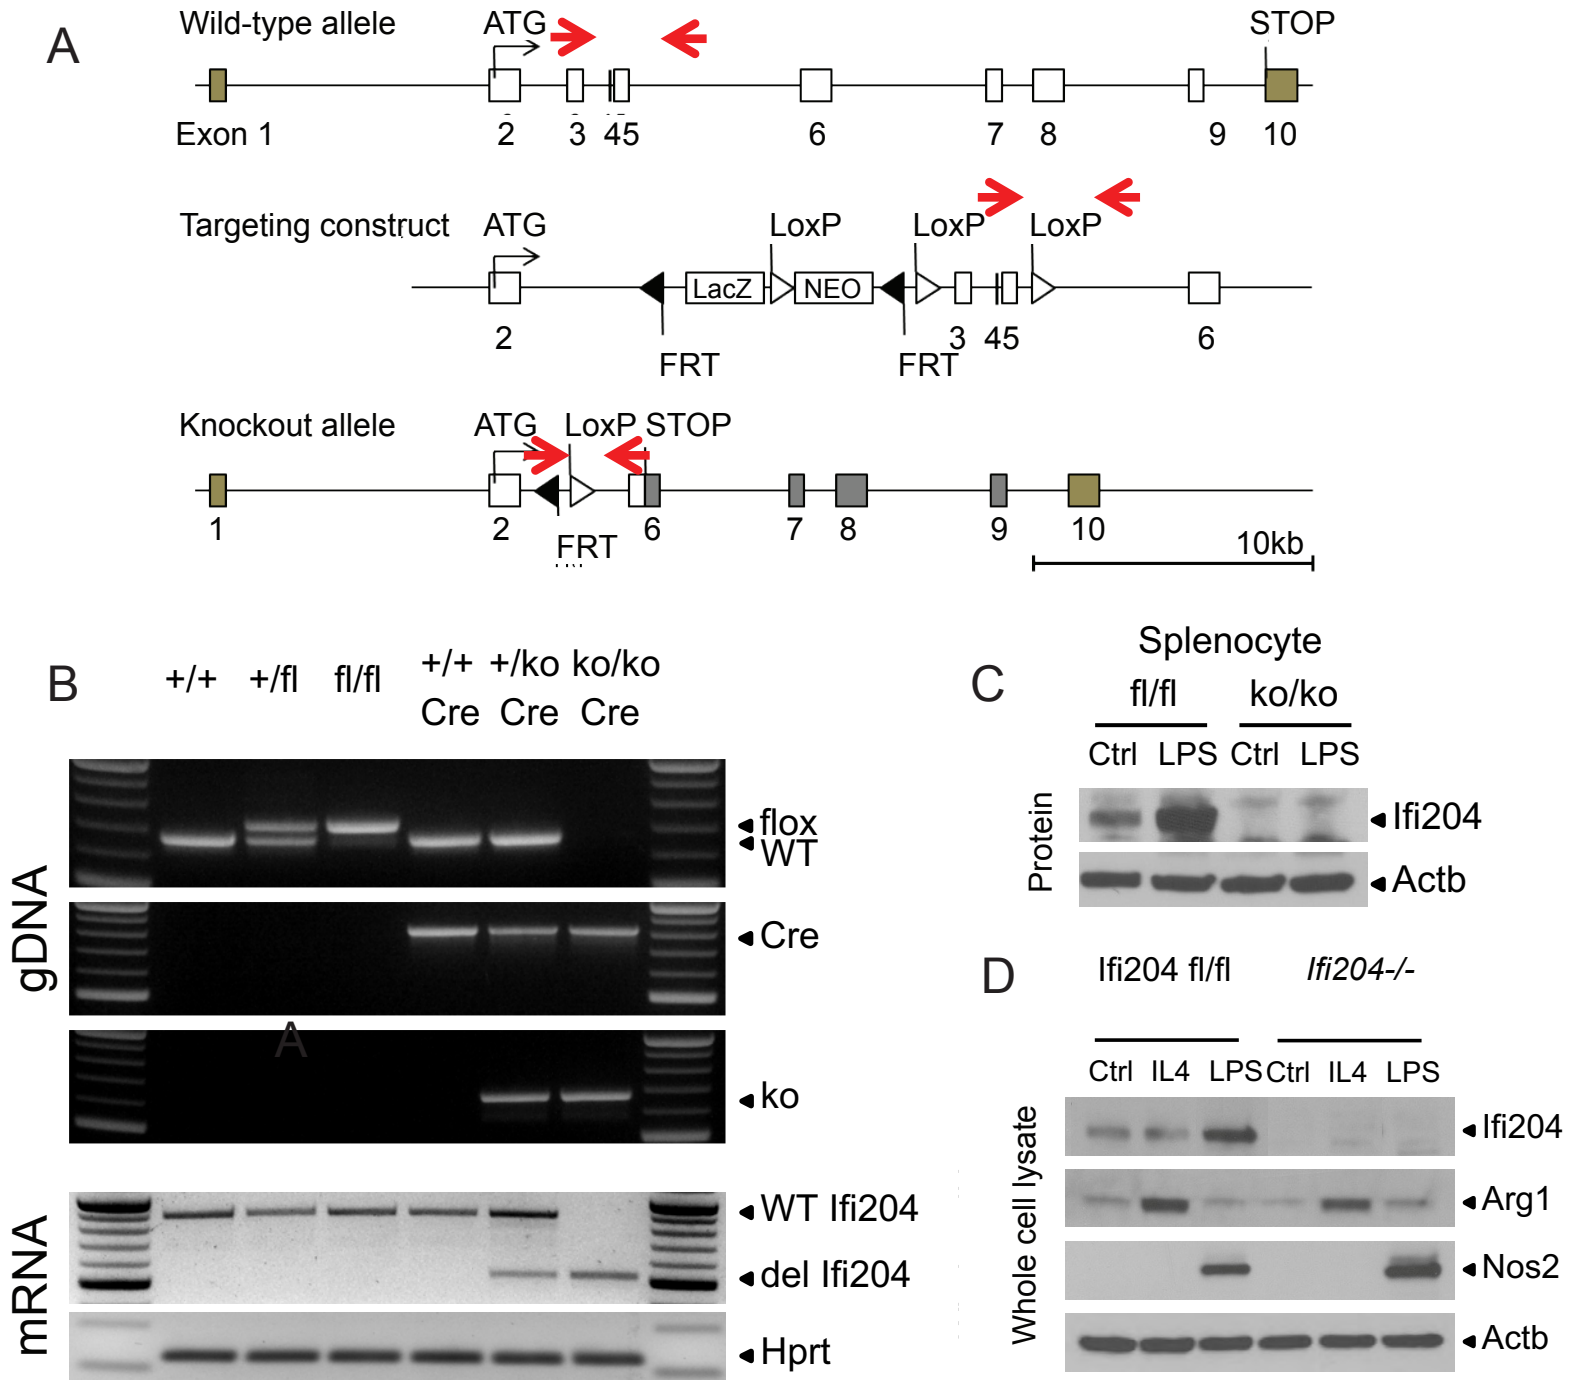 A
Wild-type allele
ATG
STOP
Exon 1
2
3
45
6
7
8
9
10
Targeting construct
ATG
LoxP
LoxP
LoxP
LacZ
NEO
2
FRT
FRT
3
45
6
Knockout allele
ATG
LoxP
STOP
1
2
FRT
6
7
8
9
10
10kb
B
+/+
+/fl
fl/fl
+/+ Cre
+/ko Cre
ko/ko Cre
gDNA
flox
WT
Cre
A
ko
mRNA
WT Ifi204
del Ifi204
Hprt
C
Splenocyte
fl/fl
ko/ko
Ctrl LPS Ctrl LPS
Protein
Ifi204
Actb
D
Ifi204 fl/fl
Ifi204-/-
Ctrl IL4 LPS Ctrl IL4 LPS
Whole cell lysate
Ifi204
Arg1
Nos2
Actb